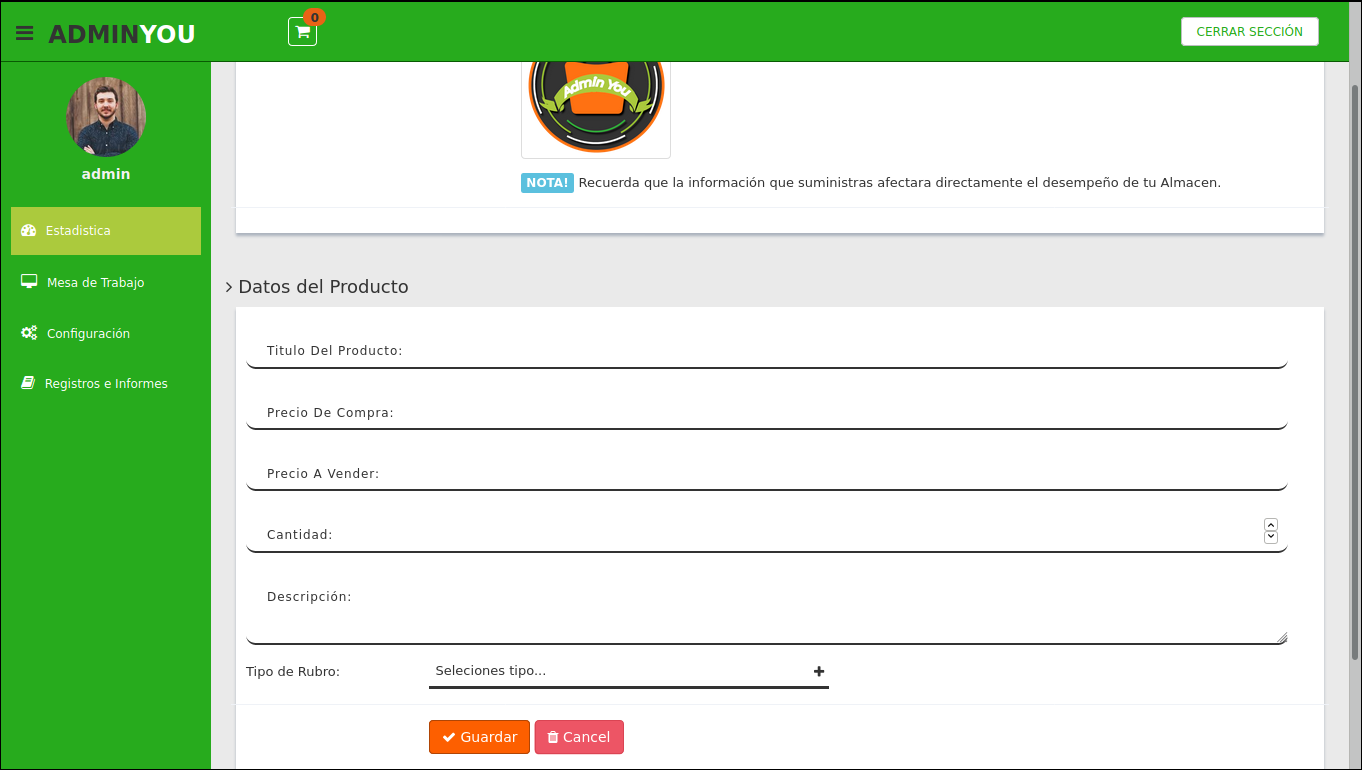 ADMINYOU
0
CERRAR SECCIÓN
Admin You
NOTA! Recuerda que la información que suministras afectara directamente el desempeño de tu Almacen.
admin
Estadistica
Mesa de Trabajo
Configuración
Registros e Informes
Datos del Producto
Titulo Del Producto:
Precio De Compra:
Precio A Vender:
Cantidad:
Descripción:
Tipo de Rubro: Seleciones tipo...
Guardar Cancel